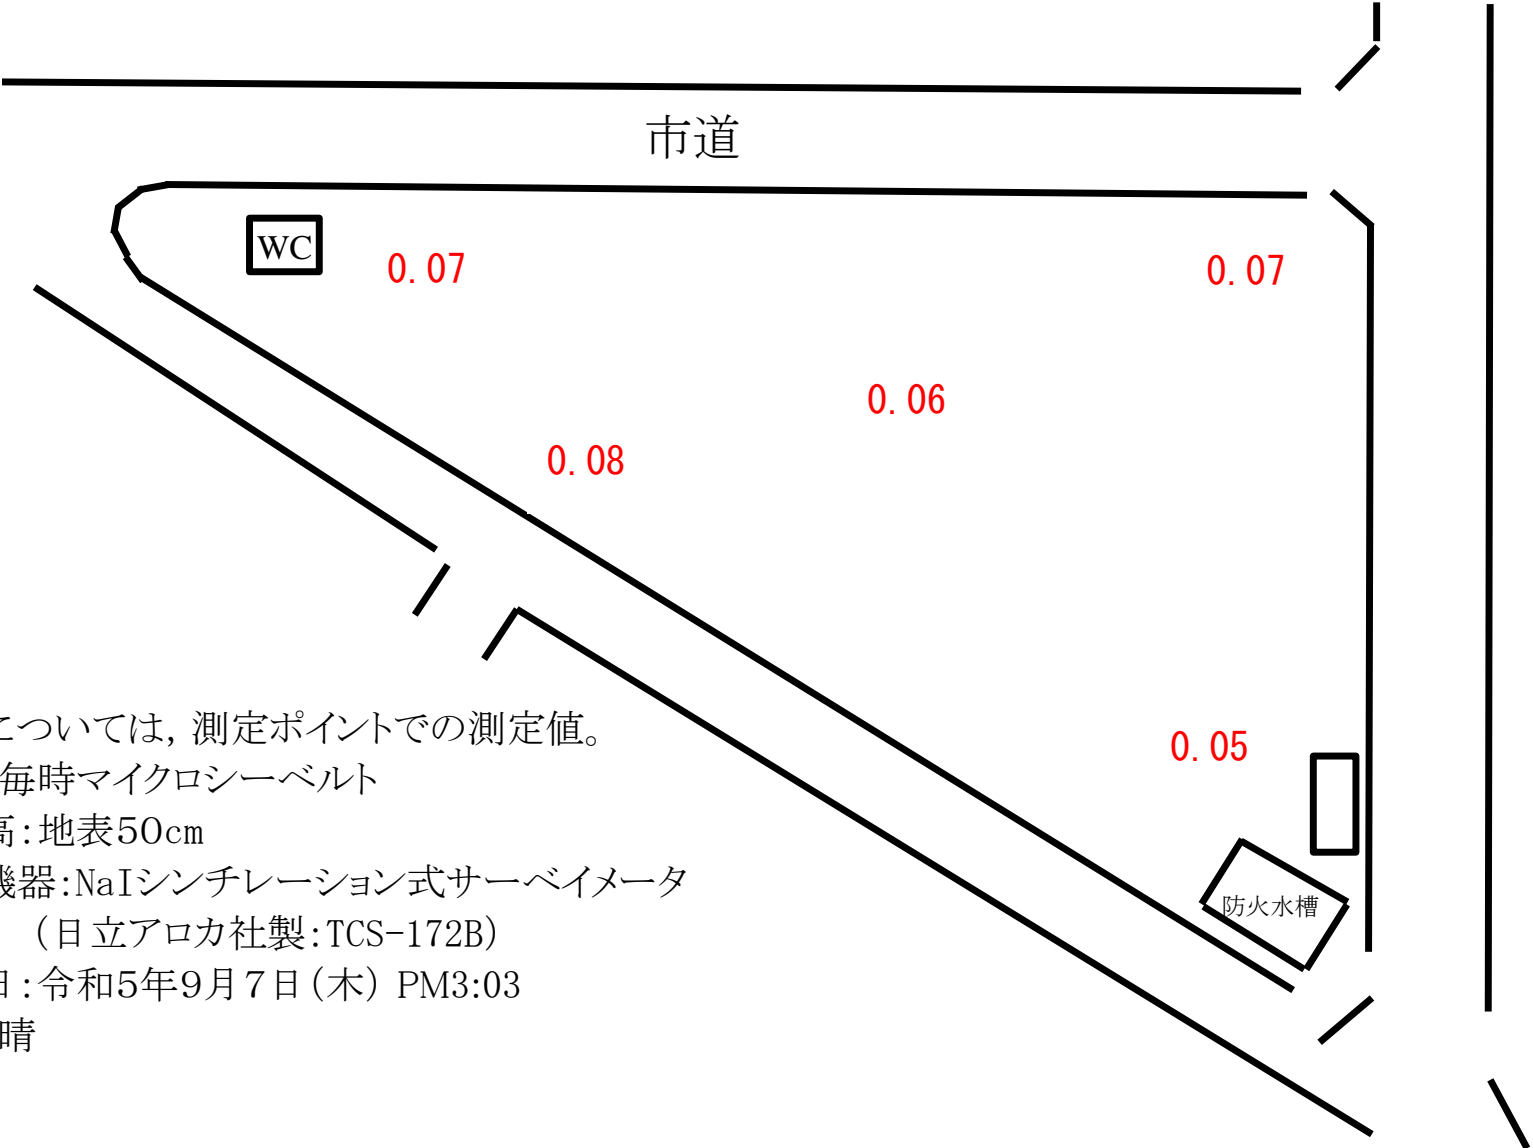 市道
WC
0.07
0.07
0.06
0.08
0.05
防火水槽
については，測定ポイントでの測定値。
毎時マイクロシーベルト
高：地表５０cm
機器：NaIシンチレーション式サーベイメータ
（日立アロカ社製：TCS-172B）
日：令和５年９月７日（木） PM3:03
晴